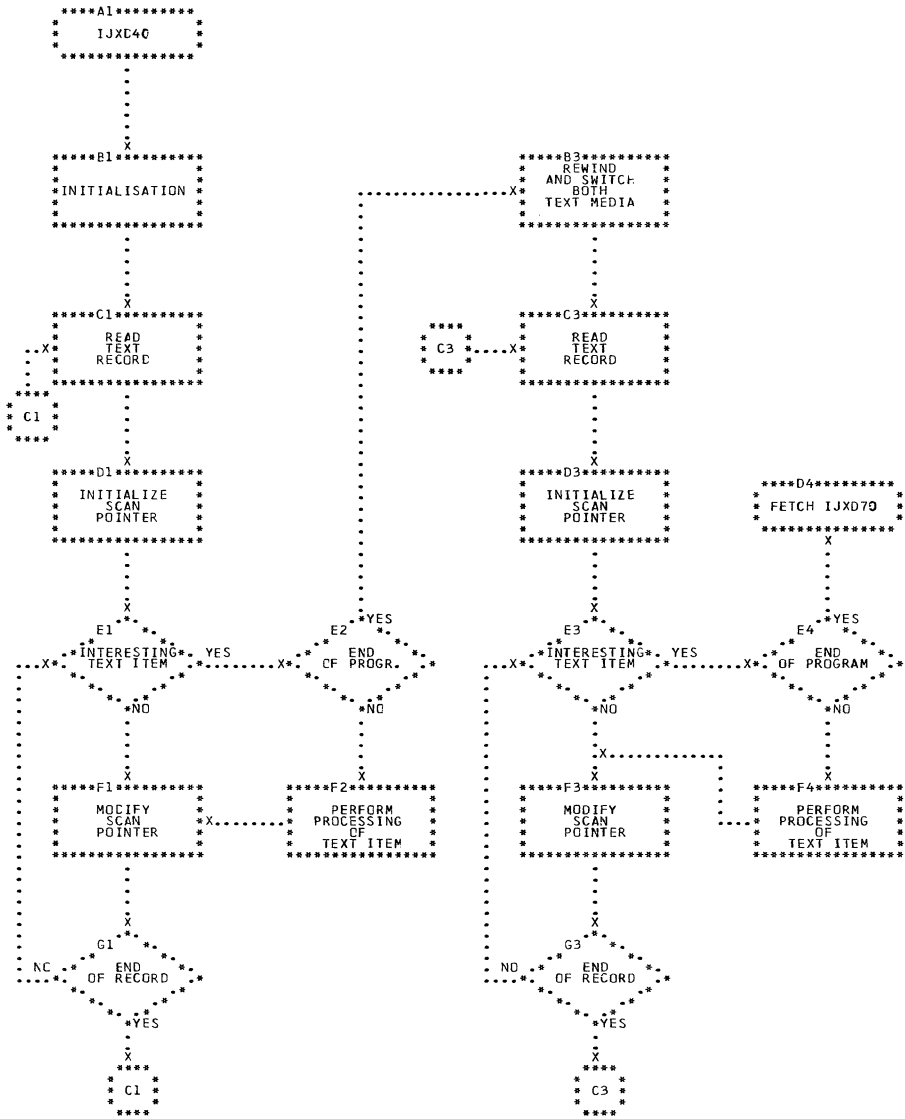 A1
IJXD40
B1
INITIALISATION
B3
REWIND
AND SWITCH
BOTH
TEXT MEDIA
C1
READ
TEXT
RECORD
C1
C3
C3
READ
TEXT
RECORD
D1
INITIALIZE
SCAN
POINTER
D3
INITIALIZE
SCAN
POINTER
D4
FETCH IJXD70
E1
INTERESTING
TEXT ITEM
YES
NO
E2
YES
END
OF PROGR.
NO
E3
INTERESTING
TEXT ITEM
YES
NO
E4
YES
END
OF PROGRAM
NO
F1
MODIFY
SCAN
POINTER
F2
PERFORM
PROCESSING
OF
TEXT ITEM
F3
MODIFY
SCAN
POINTER
F4
PERFORM
PROCESSING
OF
TEXT ITEM
G1
NO
END
OF RECORD
YES
G3
NO
END
OF RECORD
YES
C1
C3